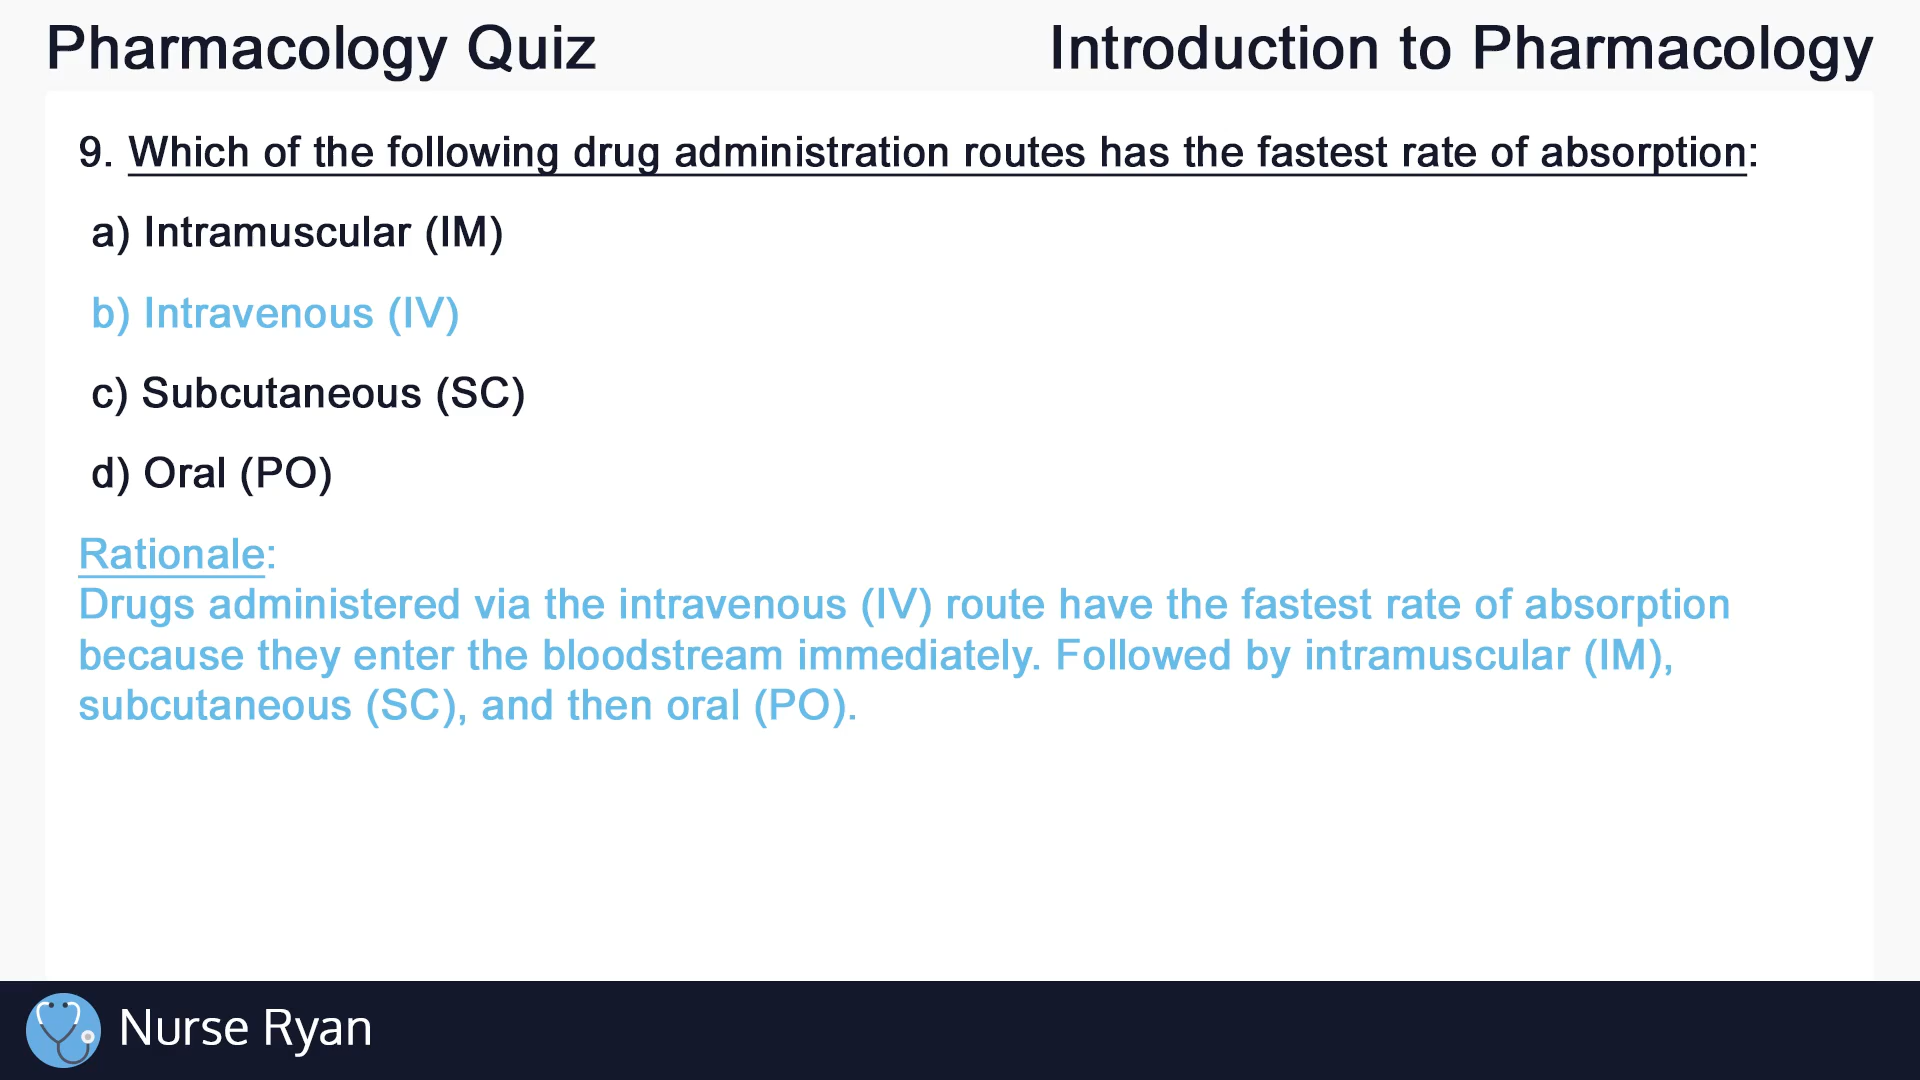 Pharmacology Quiz
Introduction to Pharmacology
9. Which of the following drug administration routes has the fastest rate of absorption:
a) Intramuscular (IM)
b) Intravenous (IV)
c) Subcutaneous (SC)
d) Oral (PO)
Rationale:
Drugs administered via the intravenous (IV) route have the fastest rate of absorption
because they enter the bloodstream immediately. Followed by intramuscular (IM),
subcutaneous (SC), and then oral (PO).
Nurse Ryan